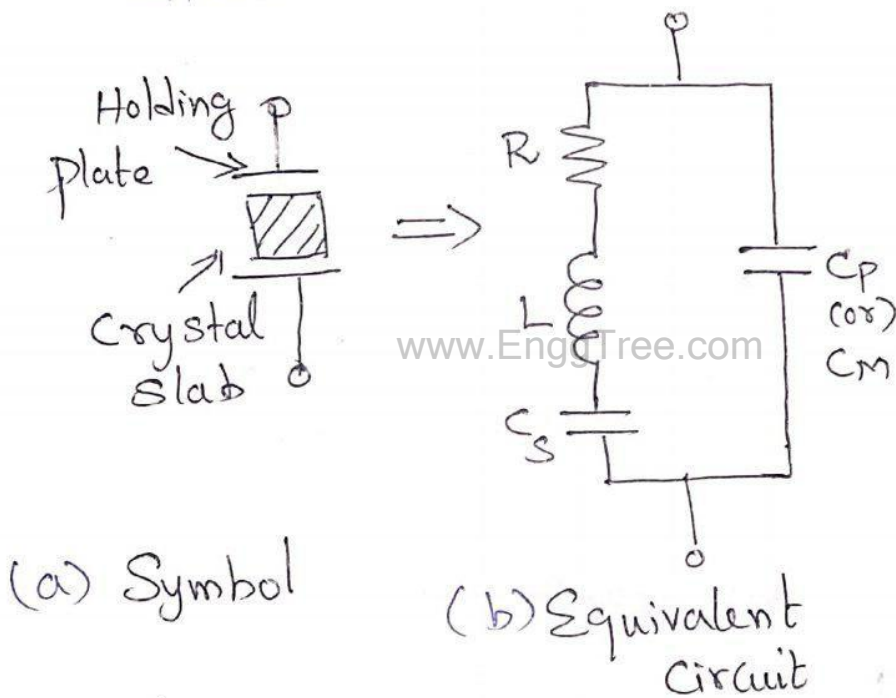 Holding
plate
Crystal
slab
R
L
Cs
Cp
(or)
CM
www.EnggTree.com
(a) Symbol
(b) Equivalent
Circuit